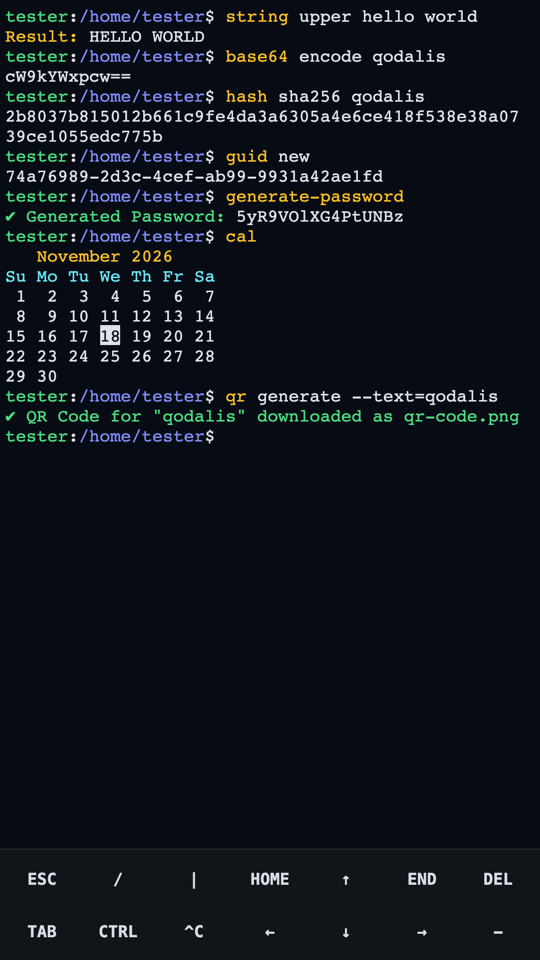 tester:/home/tester$ string upper hello world
Result: HELLO WORLD
tester:/home/tester$ base64 encode qodalis
cW9kYWxpcw==
tester:/home/tester$ hash sha256 qodalis
2b8037b815012b661c9fe4da3a6305a4e6ce418f538e38a07
39ce1055edc775b
tester:/home/tester$ guid new
74a76989-2d3c-4cef-ab99-9931a42ae1fd
tester:/home/tester$ generate-password
✔ Generated Password: 5yR9VOlXG4PtUNBz
tester:/home/tester$ cal
   November 2026
Su Mo Tu We Th Fr Sa
 1  2  3  4  5  6  7
 8  9 10 11 12 13 14
15 16 17 18 19 20 21
22 23 24 25 26 27 28
29 30
tester:/home/tester$ qr generate --text=qodalis
✔ QR Code for "qodalis" downloaded as qr-code.png
tester:/home/tester$
ESC / | HOME ↑ END DEL
TAB CTRL ^C ← ↓ → −